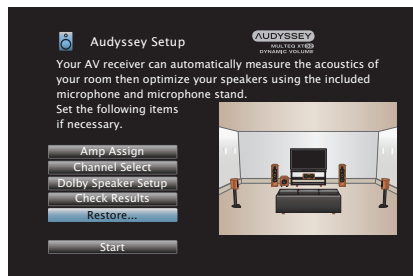 Audyssey Setup
AUDYSSEY
MULTEQ XT32
DYNAMIC VOLUME
Your AV receiver can automatically measure the acoustics of
your room then optimize your speakers using the included
microphone and microphone stand.
Set the following items
if necessary.
Amp Assign
Channel Select
Dolby Speaker Setup
Check Results
Restore...
Start